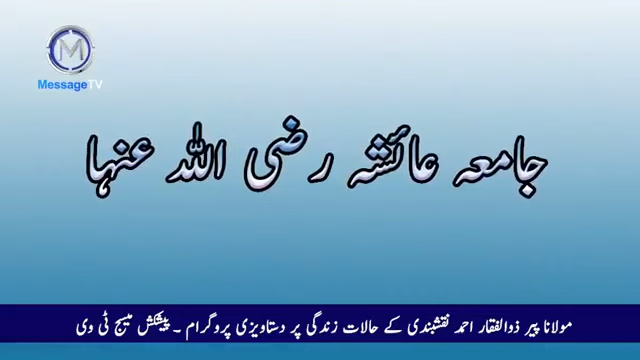 MessageTV
جامعہ عائشہ رضی اللہ عنہا
مولانا پیر ذوالفقار احمد نقشبندی کے حالات زندگی پر دستاویزی پروگرام ۔ پیشکش میسج ٹی وی